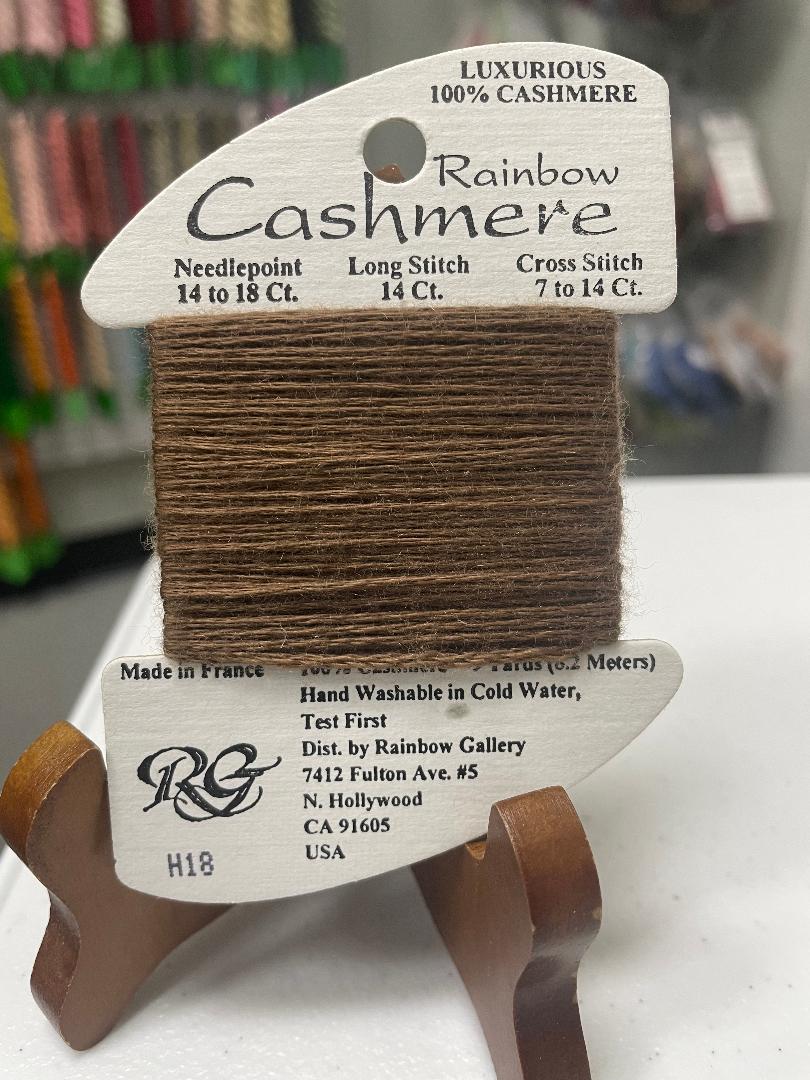 LUXURIOUS
100% CASHMERE
Rainbow
Cashmere
Needlepoint
14 to 18 Ct.
Long Stitch
14 Ct.
Cross Stitch
7 to 14 Ct.
Made in France
100% Cashmere Yards (8.2 Meters)
Hand Washable in Cold Water,
Test First
Dist. by Rainbow Gallery
7412 Fulton Ave. #5
N. Hollywood
CA 91605
USA
RG
H18